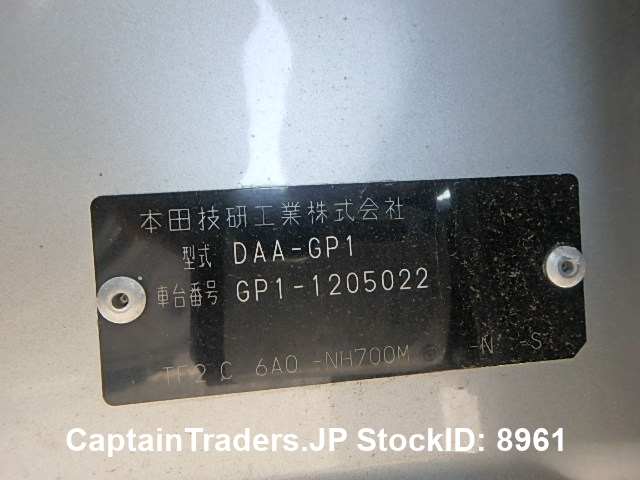 本田技研工業株式会社
型式 DAA-GP1
車台番号 GP1-1205022
TF2 C 6A0 -NH700M -N -S
CaptainTraders.JP StockID: 8961